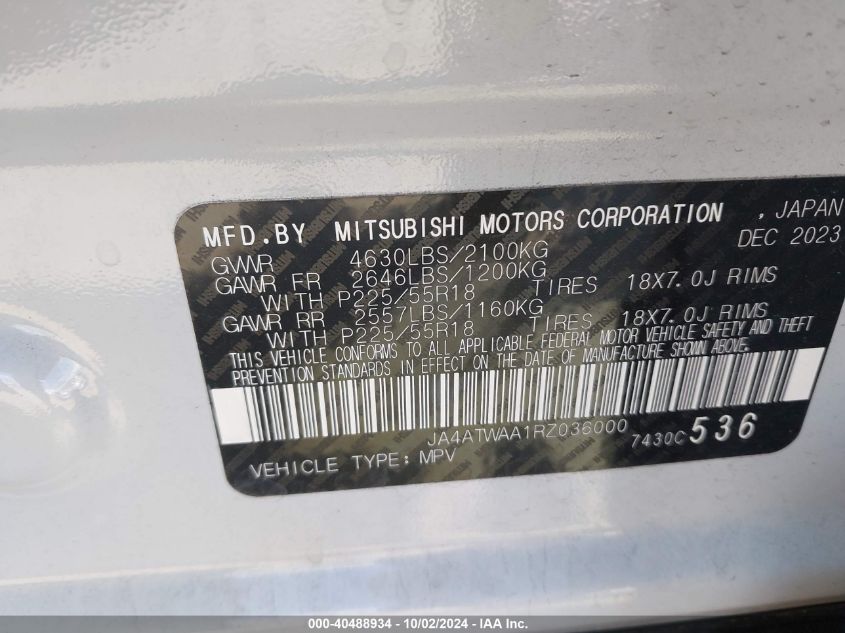 MFD.BY MITSUBISHI MOTORS CORPORATION , JAPAN
DEC 2023
GVWR 4630LBS/2100KG
GAWR FR 2646LBS/1200KG
WITH P225/55R18 TIRES 18X7.0J RIMS
GAWR RR 2557LBS/1160KG
WITH P225/55R18 TIRES 18X7.0J RIMS
THIS VEHICLE CONFORMS TO ALL APPLICABLE FEDERAL MOTOR VEHICLE SAFETY AND THEFT
PREVENTION STANDARDS IN EFFECT ON THE DATE OF MANUFACTURE SHOWN ABOVE.
JA4ATWAA1RZ036000 7430C 536
VEHICLE TYPE: MPV
000-40488934 - 10/02/2024 - IAA